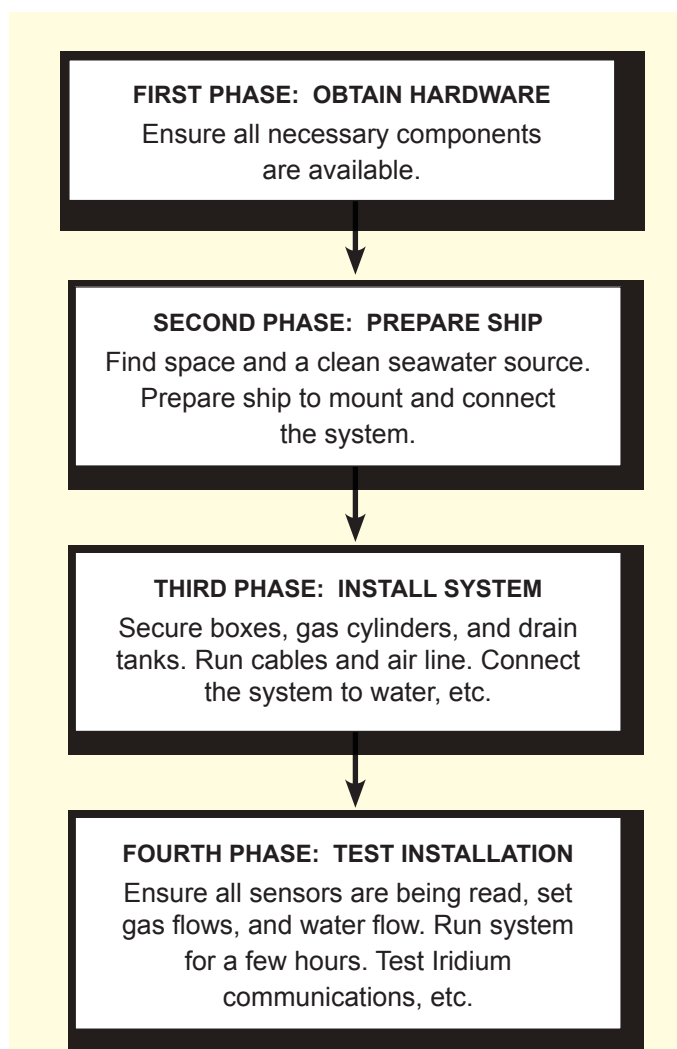 FIRST PHASE: OBTAIN HARDWARE
Ensure all necessary components
are available.
SECOND PHASE: PREPARE SHIP
Find space and a clean seawater source.
Prepare ship to mount and connect
the system.
THIRD PHASE: INSTALL SYSTEM
Secure boxes, gas cylinders, and drain
tanks. Run cables and air line. Connect
the system to water, etc.
FOURTH PHASE: TEST INSTALLATION
Ensure all sensors are being read, set
gas flows, and water flow. Run system
for a few hours. Test Iridium
communications, etc.